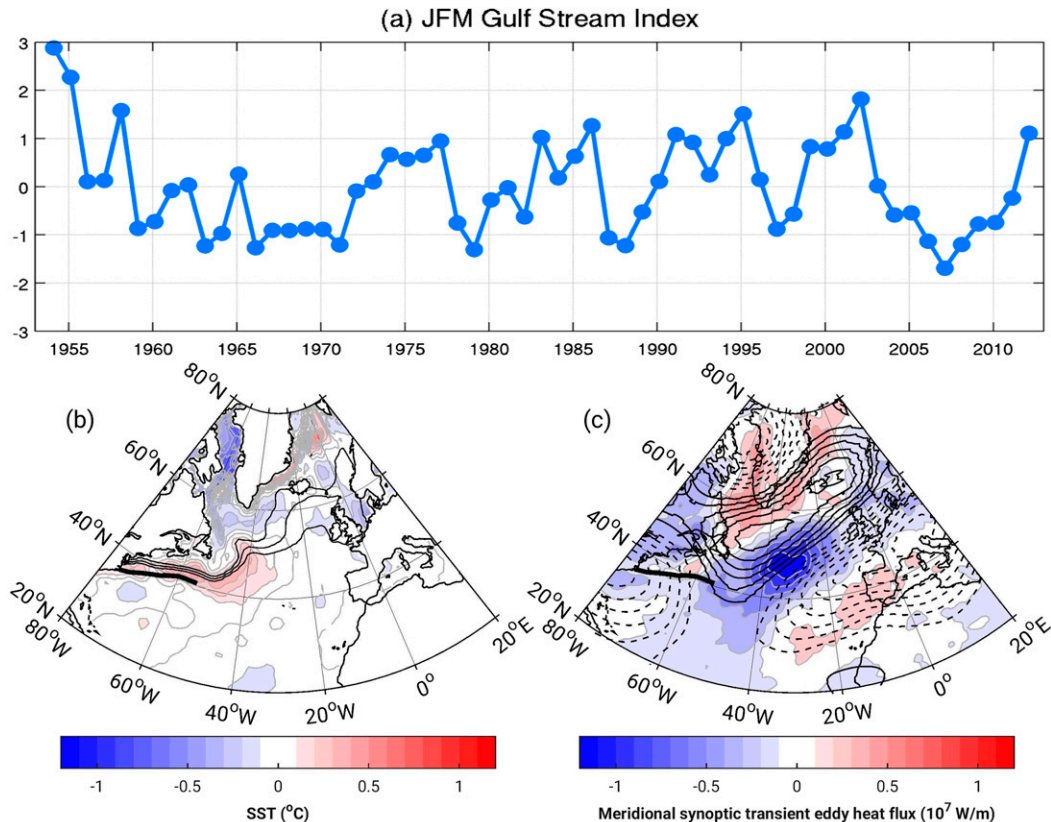 (a) JFM Gulf Stream Index
3
2
1
0
-1
-2
-3
1955 1960 1965 1970 1975 1980 1985 1990 1995 2000 2005 2010
(b)
80°N
60°N
40°N
20°N
80°W
60°W
40°W
20°W
0°
20°E
(c)
80°N
60°N
40°N
20°N
80°W
60°W
40°W
20°W
0°
20°E
-1 -0.5 0 0.5 1
SST (°C)
-1 -0.5 0 0.5 1
Meridional synoptic transient eddy heat flux (10⁷ W/m)